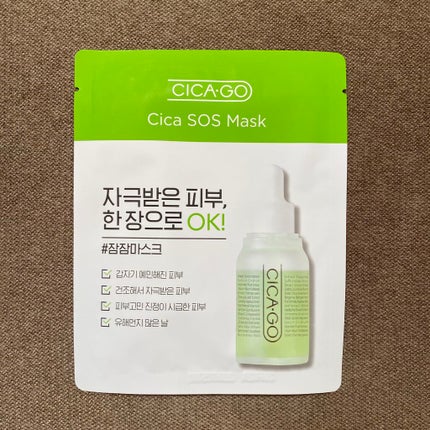 CICA·GO
Cica SOS Mask
자극받은 피부,
한 장으로 OK!
#잠잠마스크
갑자기 예민해진 피부
건조해서 자극받은 피부
피부고민 진정이 시급한 피부
유해먼지 많은 날
CICA·GO